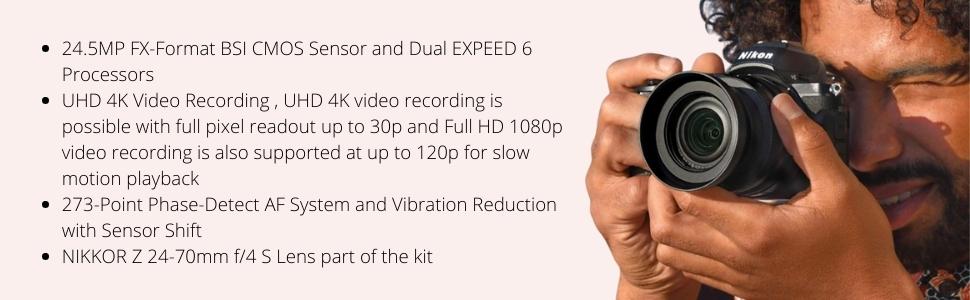 24.5MP FX-Format BSI CMOS Sensor and Dual EXPEED 6
Processors
UHD 4K Video Recording , UHD 4K video recording is
possible with full pixel readout up to 30p and Full HD 1080p
video recording is also supported at up to 120p for slow
motion playback
273-Point Phase-Detect AF System and Vibration Reduction
with Sensor Shift
NIKKOR Z 24-70mm f/4 S Lens part of the kit
Nikon